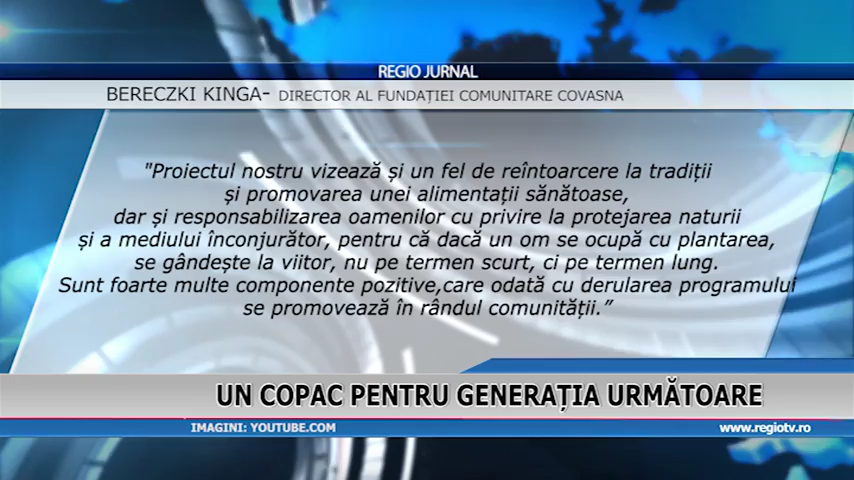 REGIO JURNAL
BERECZKI KINGA- DIRECTOR AL FUNDAȚIEI COMUNITARE COVASNA
"Proiectul nostru vizează și un fel de reîntoarcere la tradiții
și promovarea unei alimentații sănătoase,
dar și responsabilizarea oamenilor cu privire la protejarea naturii
și a mediului înconjurător, pentru că dacă un om se ocupă cu plantarea,
se gândește la viitor, nu pe termen scurt, ci pe termen lung.
Sunt foarte multe componente pozitive,care odată cu derularea programului
se promovează în rândul comunității.”
UN COPAC PENTRU GENERAȚIA URMĂTOARE
IMAGINI: YOUTUBE.COM
www.regiotv.ro